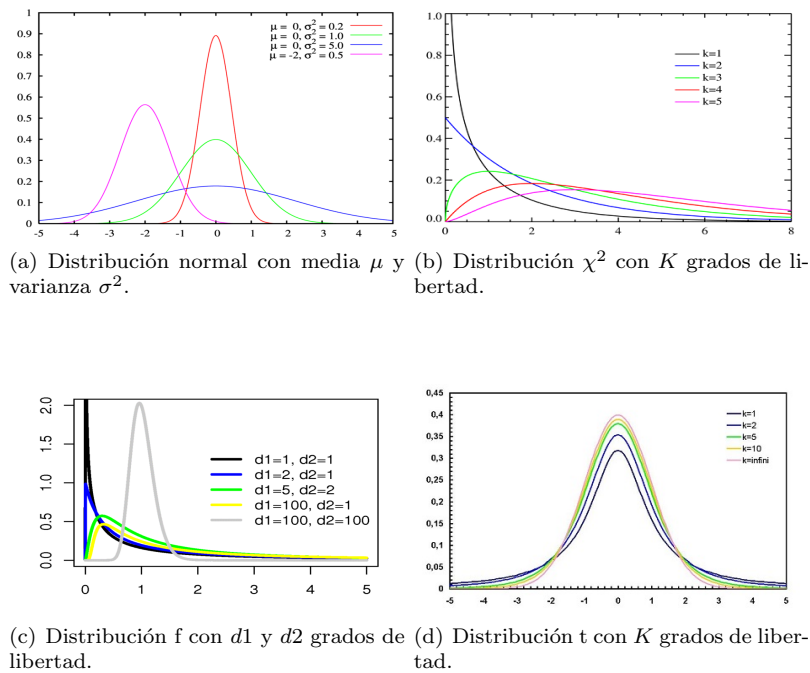 μ = 0, σ² = 0.2
μ = 0, σ² = 1.0
μ = 0, σ² = 5.0
μ = -2, σ² = 0.5
1
0.9
0.8
0.7
0.6
0.5
0.4
0.3
0.2
0.1
0
-5 -4 -3 -2 -1 0 1 2 3 4 5
(a) Distribución normal con media μ y
varianza σ².
1.0
0.8
0.6
0.4
0.2
0.0
0 2 4 6 8
k=1
k=2
k=3
k=4
k=5
(b) Distribución χ² con K grados de li-
bertad.
2.0
1.5
1.0
0.5
0.0
0 1 2 3 4 5
d1=1, d2=1
d1=2, d2=1
d1=5, d2=2
d1=100, d2=1
d1=100, d2=100
(c) Distribución f con d1 y d2 grados de
libertad.
0,45
0,4
0,35
0,3
0,25
0,2
0,15
0,1
0,05
0
-5 -4 -3 -2 -1 0 1 2 3 4 5
k=1
k=2
k=5
k=10
k=infini
(d) Distribución t con K grados de liber-
tad.